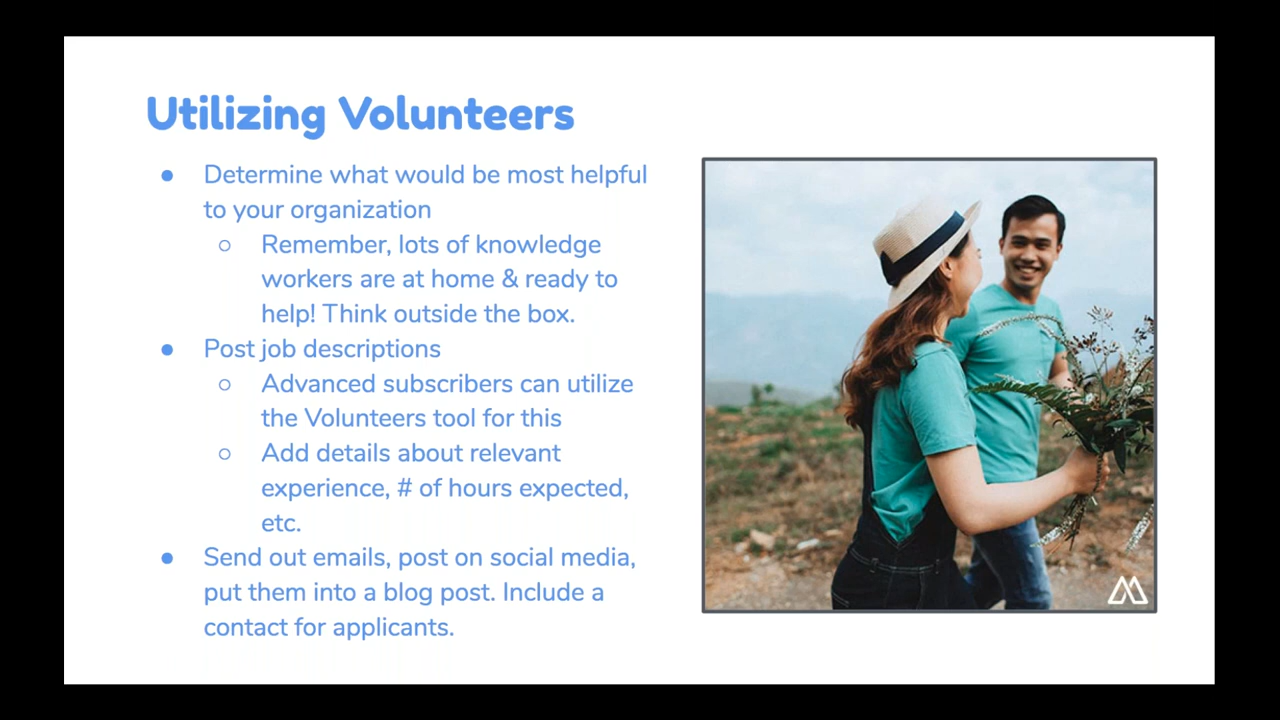 Utilizing Volunteers
● Determine what would be most helpful
to your organization
○ Remember, lots of knowledge
workers are at home & ready to
help! Think outside the box.
● Post job descriptions
○ Advanced subscribers can utilize
the Volunteers tool for this
○ Add details about relevant
experience, # of hours expected,
etc.
● Send out emails, post on social media,
put them into a blog post. Include a
contact for applicants.